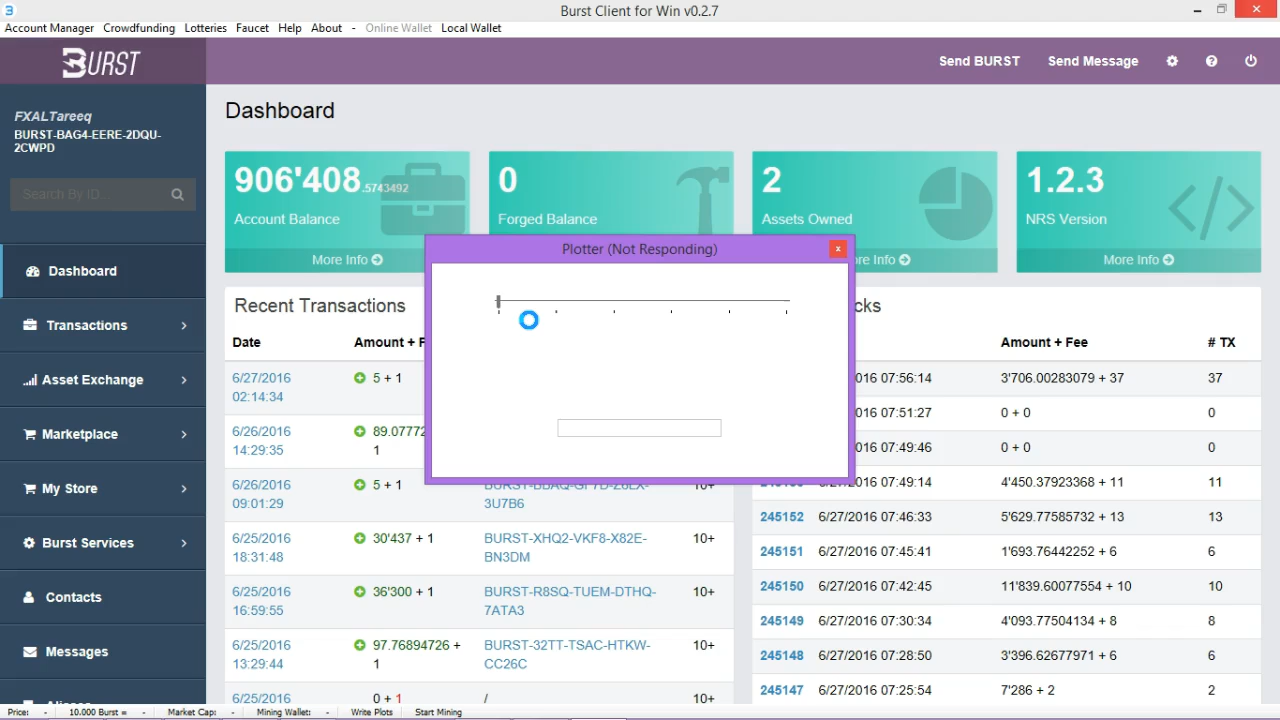 Burst Client for Win v0.2.7
Account Manager Crowdfunding Lotteries Faucet Help About - Online Wallet Local Wallet
BURST
Send BURST Send Message
FXALTareeq
BURST-BAG4-EERE-2DQU-
2CWPD
Search By ID...
Dashboard
Transactions
Asset Exchange
Marketplace
My Store
Burst Services
Contacts
Messages
Dashboard
906'408.5743492
Account Balance
More Info
0
Forged Balance
2
Assets Owned
Info
1.2.3
NRS Version
More Info
Plotter (Not Responding)
Recent Transactions
Date Amount +
6/27/2016 02:14:34 5 + 1
6/26/2016 14:29:35 89.0777 1
6/26/2016 09:01:29 5 + 1 3U7B6 10+
6/25/2016 18:31:48 30'437 + 1 BURST-XHQ2-VKF8-X82E-BN3DM 10+
6/25/2016 16:59:55 36'300 + 1 BURST-R8SQ-TUEM-DTHQ-7ATA3 10+
6/25/2016 13:29:44 97.76894726 + 1 BURST-32TT-TSAC-HTKW-CC26C 10+
6/25/2016 0 + 1 / 10+
cks
Amount + Fee # TX
2016 07:56:14 3'706.00283079 + 37 37
016 07:51:27 0 + 0 0
016 07:49:46 0 + 0 0
6/27/2016 07:49:14 4'450.37923368 + 11 11
245152 6/27/2016 07:46:33 5'629.77585732 + 13 13
245151 6/27/2016 07:45:41 1'693.76442252 + 6 6
245150 6/27/2016 07:42:45 11'839.60077554 + 10 10
245149 6/27/2016 07:30:34 4'093.77504134 + 8 8
245148 6/27/2016 07:28:50 3'396.62677971 + 6 6
245147 6/27/2016 07:25:54 7'286 + 2 2
Price: - 10.000 Burst = - Market Cap: - Mining Wallet: - Write Plots Start Mining